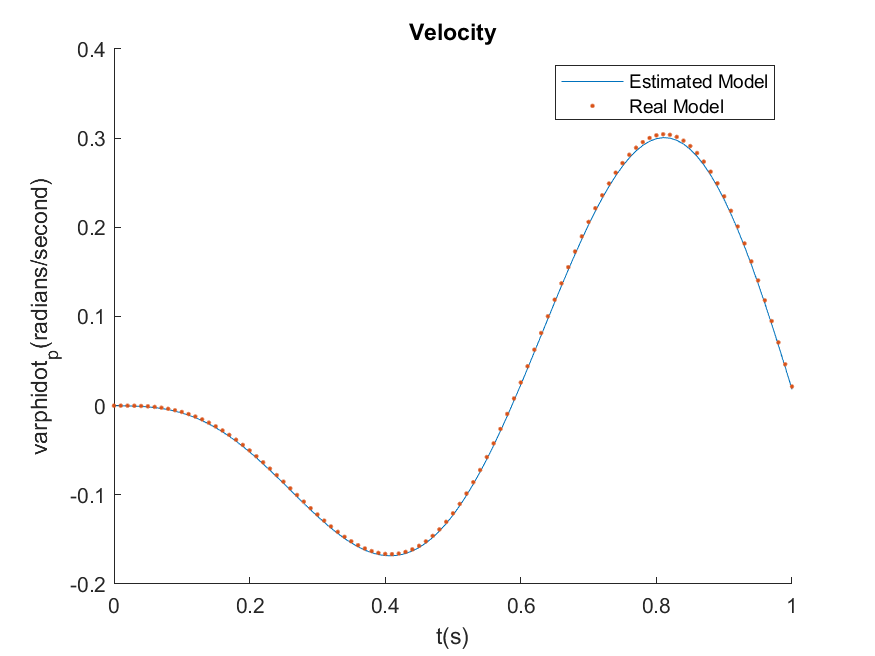 Velocity
0.4
0.3
0.2
0.1
0
-0.1
-0.2
varphidot_p(radians/second)
Estimated Model
Real Model
0
0.2
0.4
0.6
0.8
1
t(s)